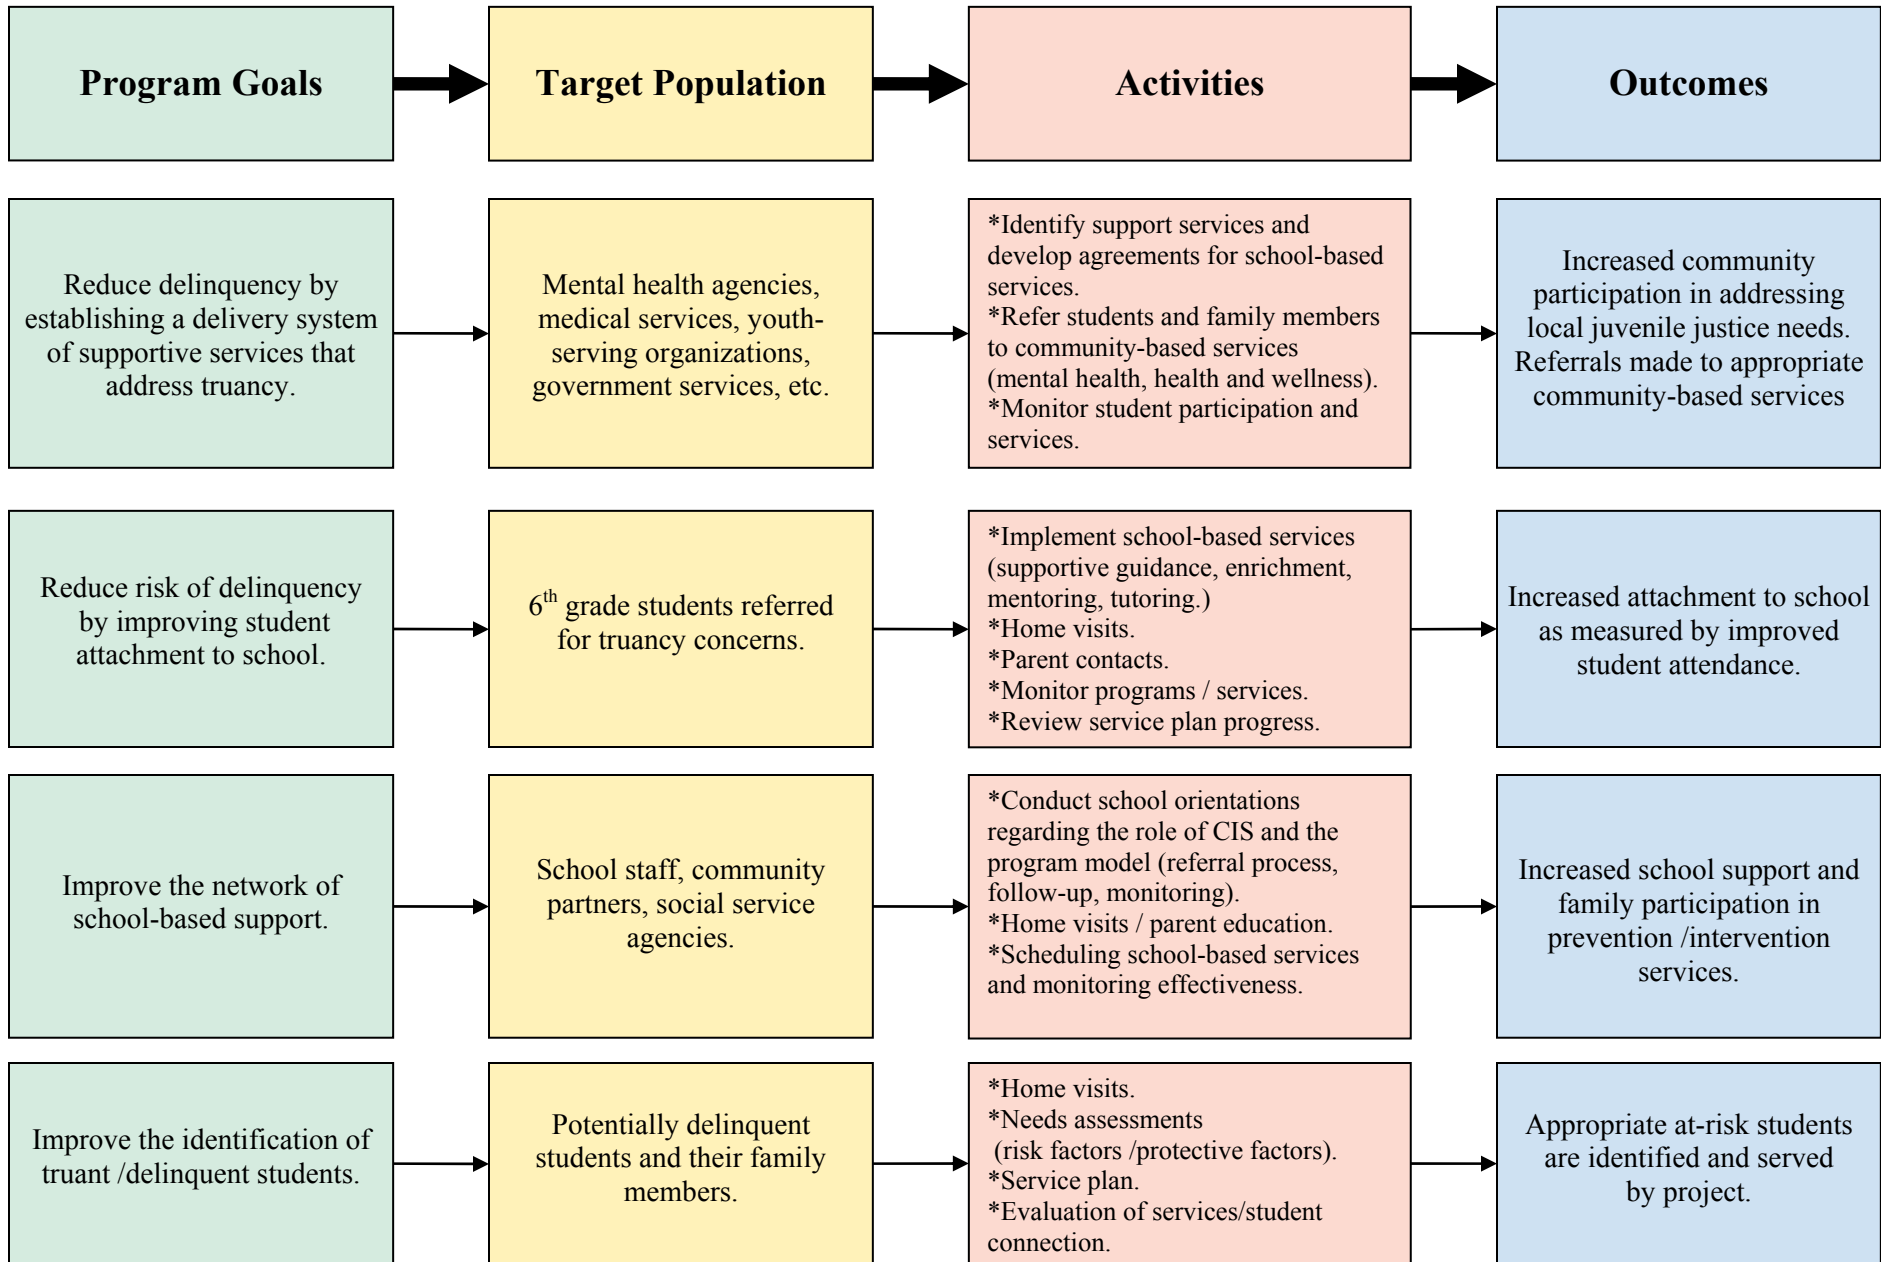 Program Goals
Target Population
Activities
Outcomes
Reduce delinquency by
establishing a delivery system
of supportive services that
address truancy.
Mental health agencies,
medical services, youth-
serving organizations,
government services, etc.
*Identify support services and
develop agreements for school-based
services.
*Refer students and family members
to community-based services
(mental health, health and wellness).
*Monitor student participation and
services.
Increased community
participation in addressing
local juvenile justice needs.
Referrals made to appropriate
community-based services
Reduce risk of delinquency
by improving student
attachment to school.
6th grade students referred
for truancy concerns.
*Implement school-based services
(supportive guidance, enrichment,
mentoring, tutoring.)
*Home visits.
*Parent contacts.
*Monitor programs / services.
*Review service plan progress.
Increased attachment to school
as measured by improved
student attendance.
Improve the network of
school-based support.
School staff, community
partners, social service
agencies.
*Conduct school orientations
regarding the role of CIS and the
program model (referral process,
follow-up, monitoring).
*Home visits / parent education.
*Scheduling school-based services
and monitoring effectiveness.
Increased school support and
family participation in
prevention /intervention
services.
Improve the identification of
truant /delinquent students.
Potentially delinquent
students and their family
members.
*Home visits.
*Needs assessments
(risk factors /protective factors).
*Service plan.
*Evaluation of services/student
connection.
Appropriate at-risk students
are identified and served
by project.